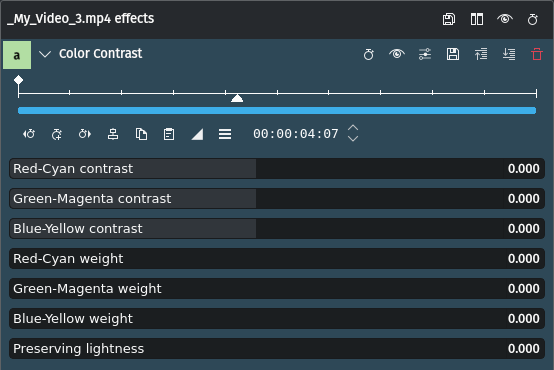 _My_Video_3.mp4 effects
a Color Contrast
00:00:04:07
Red-Cyan contrast 0.000
Green-Magenta contrast 0.000
Blue-Yellow contrast 0.000
Red-Cyan weight 0.000
Green-Magenta weight 0.000
Blue-Yellow weight 0.000
Preserving lightness 0.000